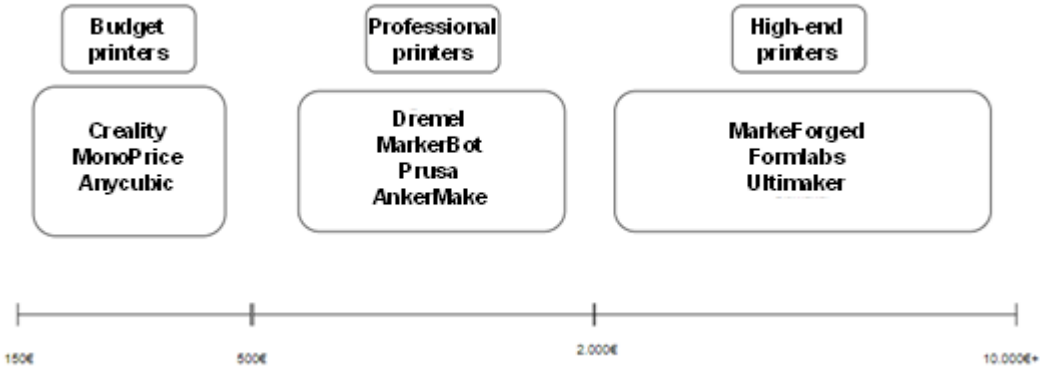 Budget
printers
Professional
printers
High-end
printers
Creality
MonoPrice
Anycubic
Dremel
MarkerBot
Prusa
AnkerMake
MarkeForged
Formlabs
Ultimaker
150€
500€
2.000€
10.000€+